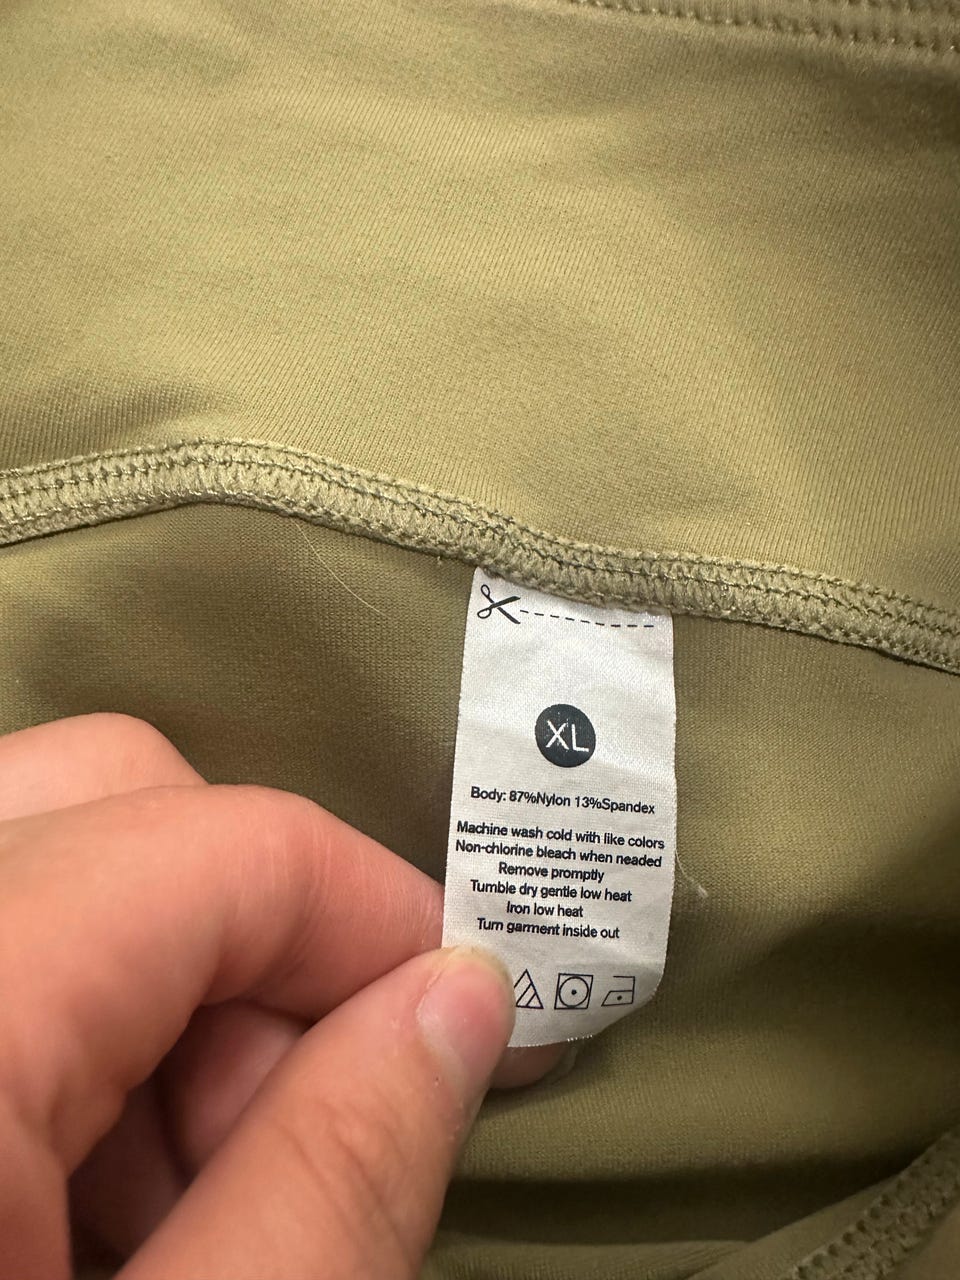 XL
Body: 87%Nylon 13%Spandex
Machine wash cold with like colors
Non-chlorine bleach when neaded
Remove promptly
Tumble dry gentle low heat
Iron low heat
Turn garment inside out